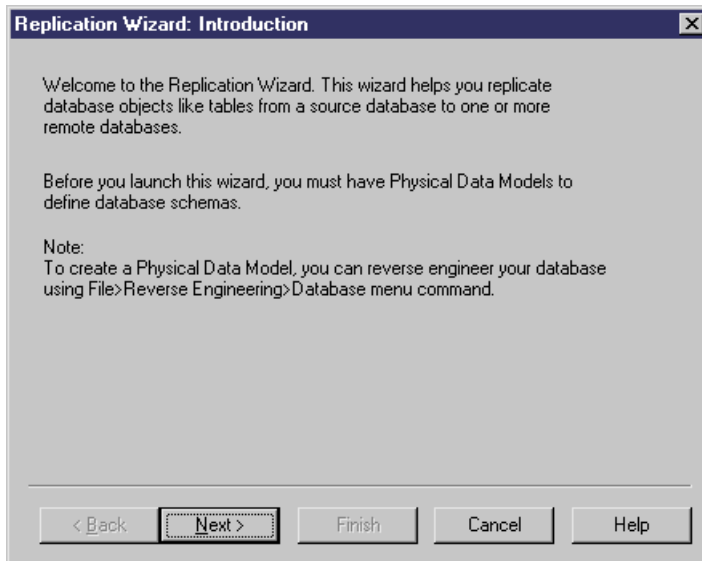 Replication Wizard: Introduction
Welcome to the Replication Wizard. This wizard helps you replicate
database objects like tables from a source database to one or more
remote databases.
Before you launch this wizard, you must have Physical Data Models to
define database schemas.
Note:
To create a Physical Data Model, you can reverse engineer your database
using File>Reverse Engineering>Database menu command.
< Back
Next >
Finish
Cancel
Help